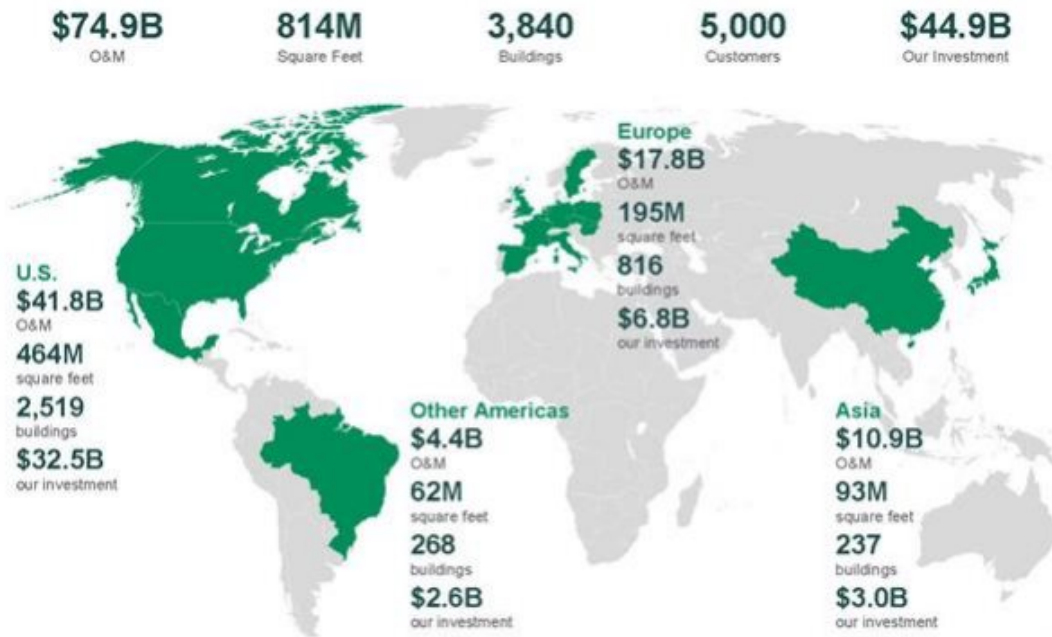 $74.9B
O&M
814M
Square Feet
3,840
Buildings
5,000
Customers
$44.9B
Our Investment
Europe
$17.8B
O&M
195M
square feet
816
buildings
$6.8B
our investment
U.S.
$41.8B
O&M
464M
square feet
2,519
buildings
$32.5B
our investment
Other Americas
$4.4B
O&M
62M
square feet
268
buildings
$2.6B
our investment
Asia
$10.9B
O&M
93M
square feet
237
buildings
$3.0B
our investment